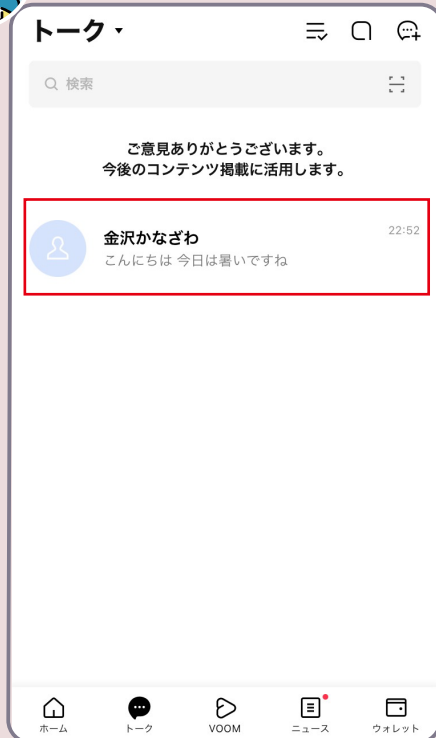 トーク
検索
ご意見ありがとうございます。
今後のコンテンツ掲載に活用します。
金沢かなざわ
22:52
こんにちは 今日は暑いですね
ホーム
トーク
VOOM
ニュース
ウォレット